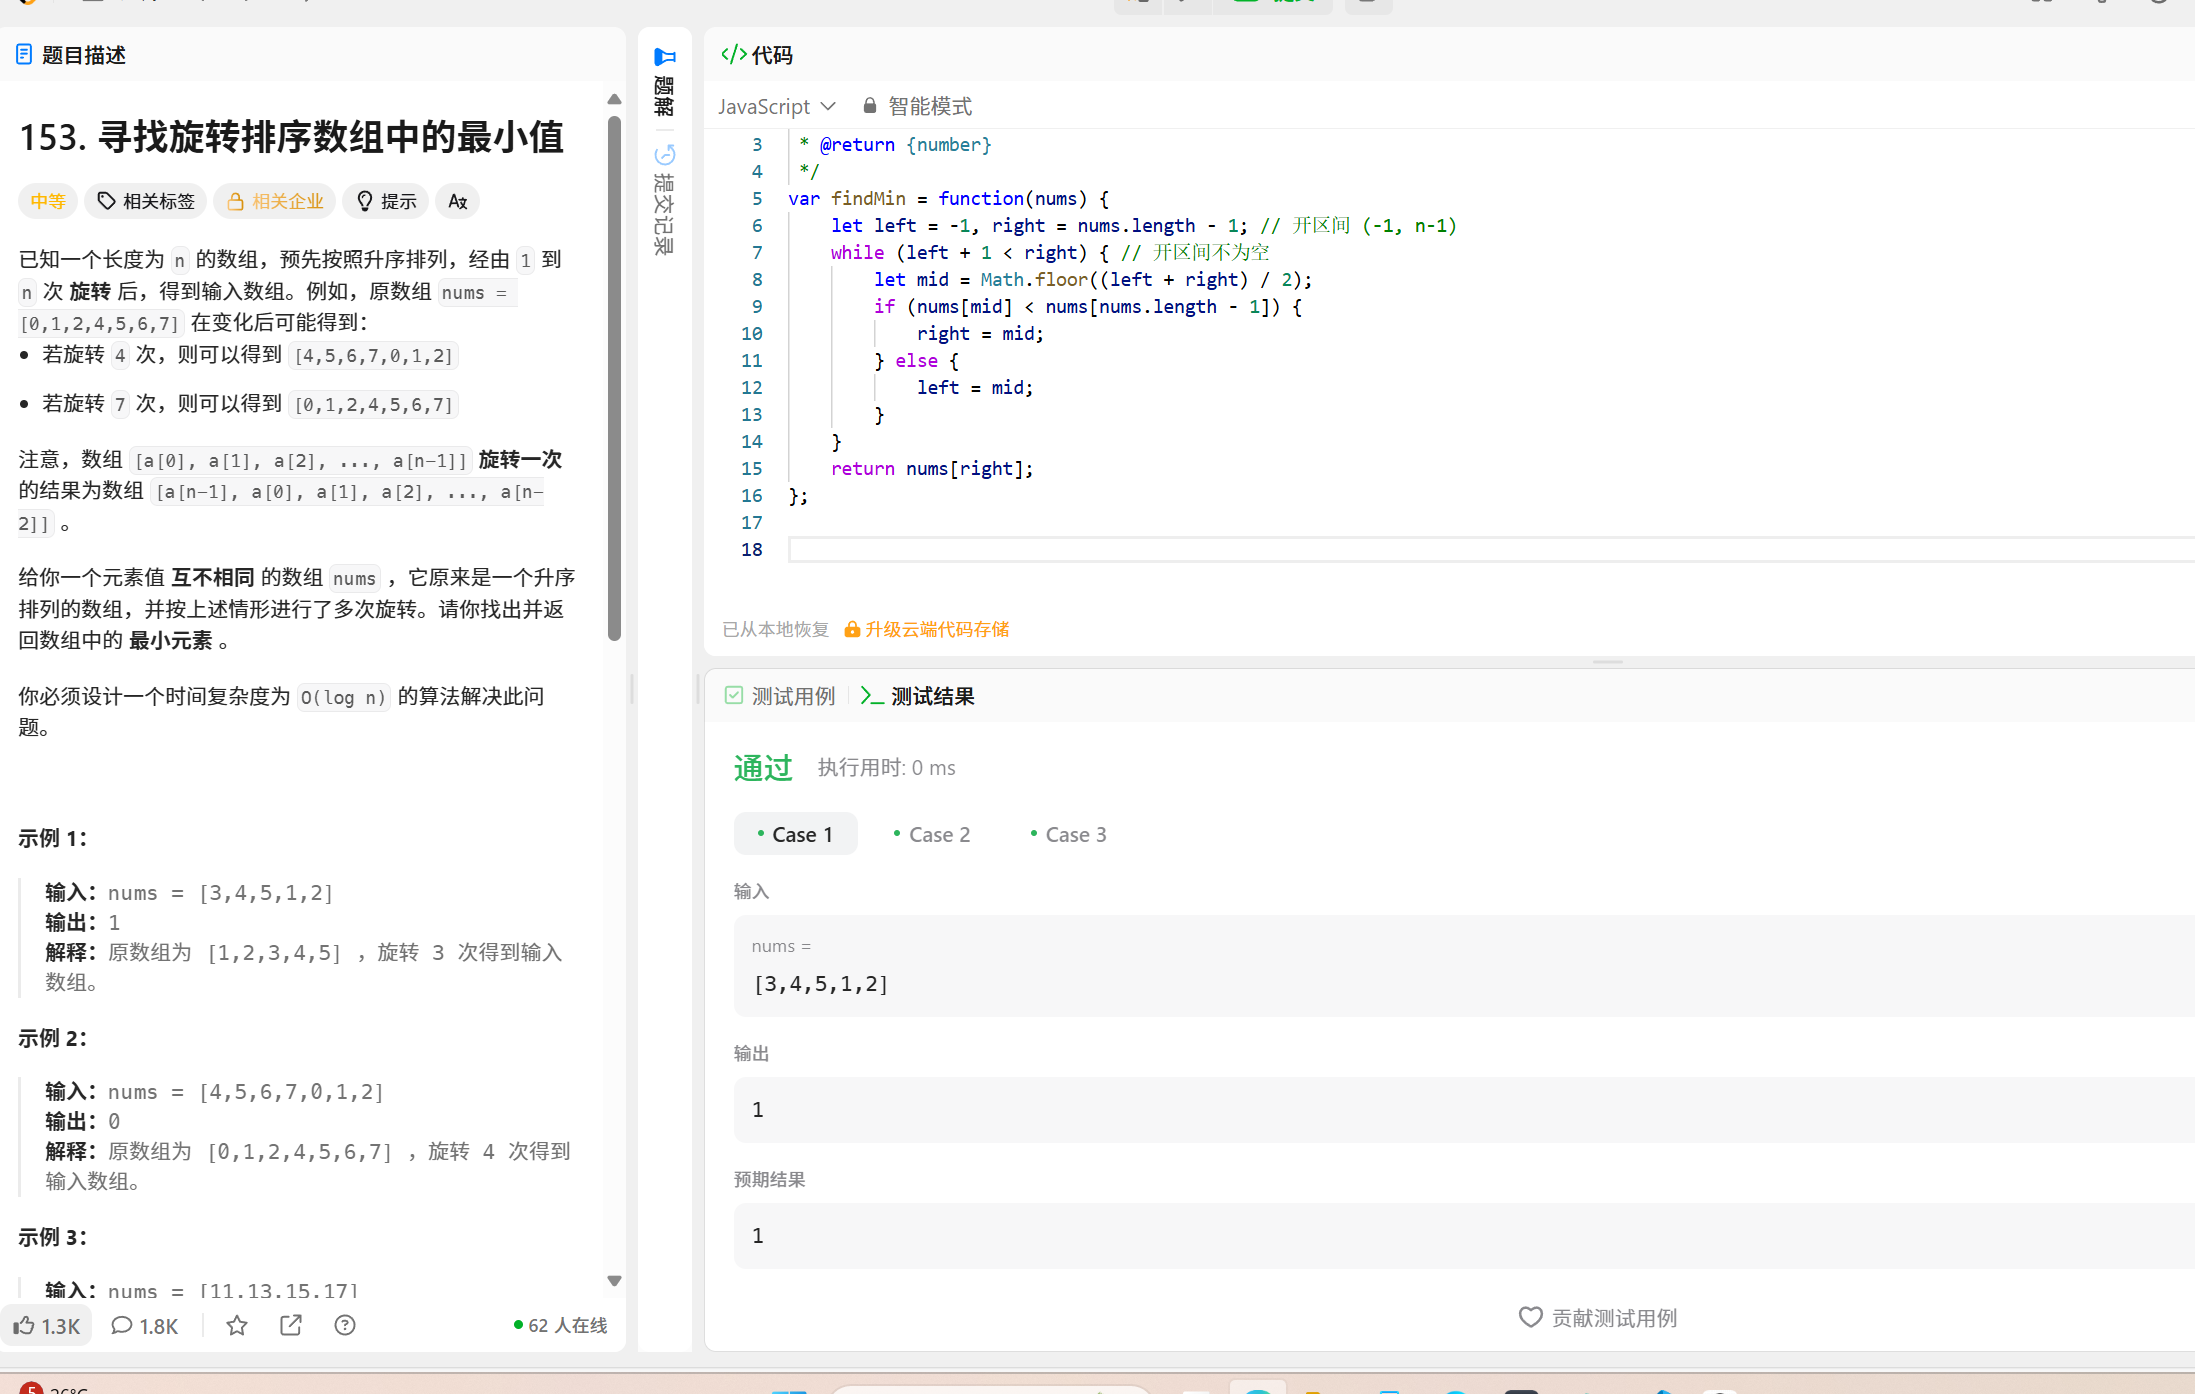 题目描述
153. 寻找旋转排序数组中的最小值
中等 相关标签 相关企业 提示 Aa
已知一个长度为 n 的数组，预先按照升序排列，经由 1 到
n 次 旋转 后，得到输入数组。例如，原数组 nums =
[0,1,2,4,5,6,7] 在变化后可能得到：
若旋转 4 次，则可以得到 [4,5,6,7,0,1,2]
若旋转 7 次，则可以得到 [0,1,2,4,5,6,7]
注意，数组 [a[0], a[1], a[2], ..., a[n-1]] 旋转一次
的结果为数组 [a[n-1], a[0], a[1], a[2], ..., a[n-
2]] 。
给你一个元素值 互不相同 的数组 nums ，它原来是一个升序
排列的数组，并按上述情形进行了多次旋转。请你找出并返
回数组中的 最小元素 。
你必须设计一个时间复杂度为 O(log n) 的算法解决此问
题。
示例 1：
输入：nums = [3,4,5,1,2]
输出：1
解释：原数组为 [1,2,3,4,5] ，旋转 3 次得到输入
数组。
示例 2：
输入：nums = [4,5,6,7,0,1,2]
输出：0
解释：原数组为 [0,1,2,4,5,6,7] ，旋转 4 次得到
输入数组。
示例 3：
输入：nums = [11,13,15,17]
1.3K 1.8K 62 人在线
题解
提交记录
代码
JavaScript 智能模式
3 * @return {number}
4 */
5 var findMin = function(nums) {
6 let left = -1, right = nums.length - 1; // 开区间 (-1, n-1)
7 while (left + 1 < right) { // 开区间不为空
8 let mid = Math.floor((left + right) / 2);
9 if (nums[mid] < nums[nums.length - 1]) {
10 right = mid;
11 } else {
12 left = mid;
13 }
14 }
15 return nums[right];
16 };
17
18
已从本地恢复 升级云端代码存储
测试用例 测试结果
通过 执行用时: 0 ms
Case 1 Case 2 Case 3
输入
nums =
[3,4,5,1,2]
输出
1
预期结果
1
贡献测试用例
5 26°C